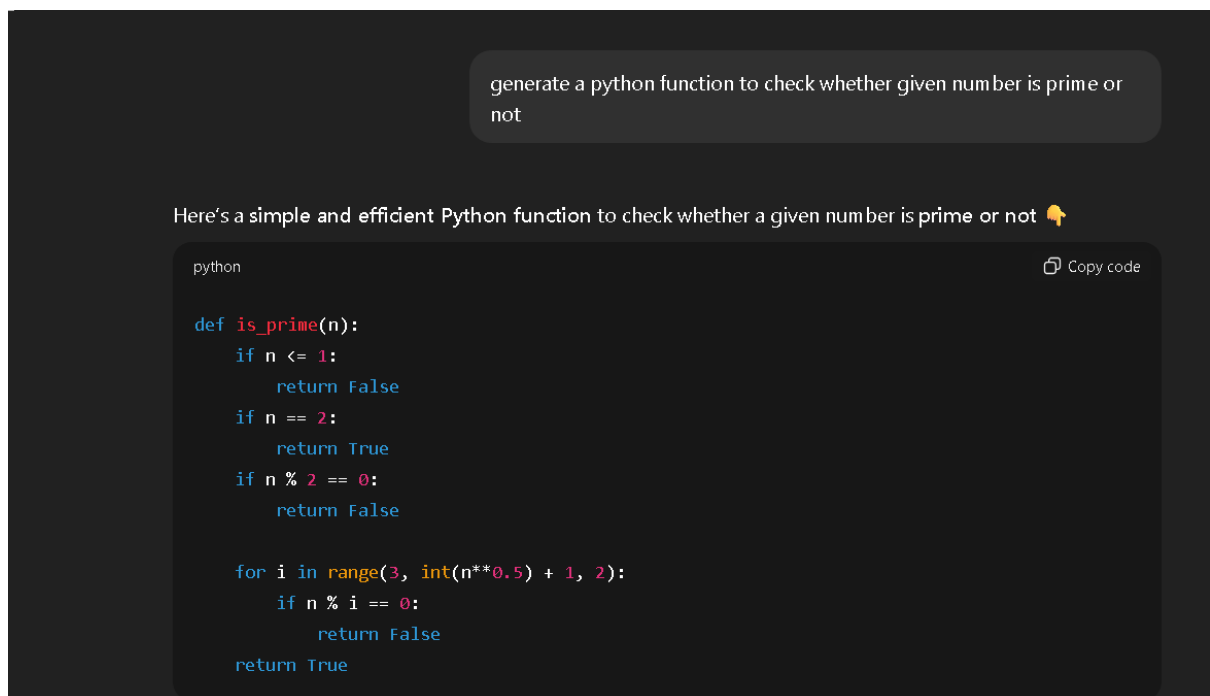 generate a python function to check whether given number is prime or
not
Here's a simple and efficient Python function to check whether a given number is prime or not 👇
python
Copy code
def is_prime(n):
    if n <= 1:
        return False
    if n == 2:
        return True
    if n % 2 == 0:
        return False
    for i in range(3, int(n**0.5) + 1, 2):
        if n % i == 0:
            return False
    return True